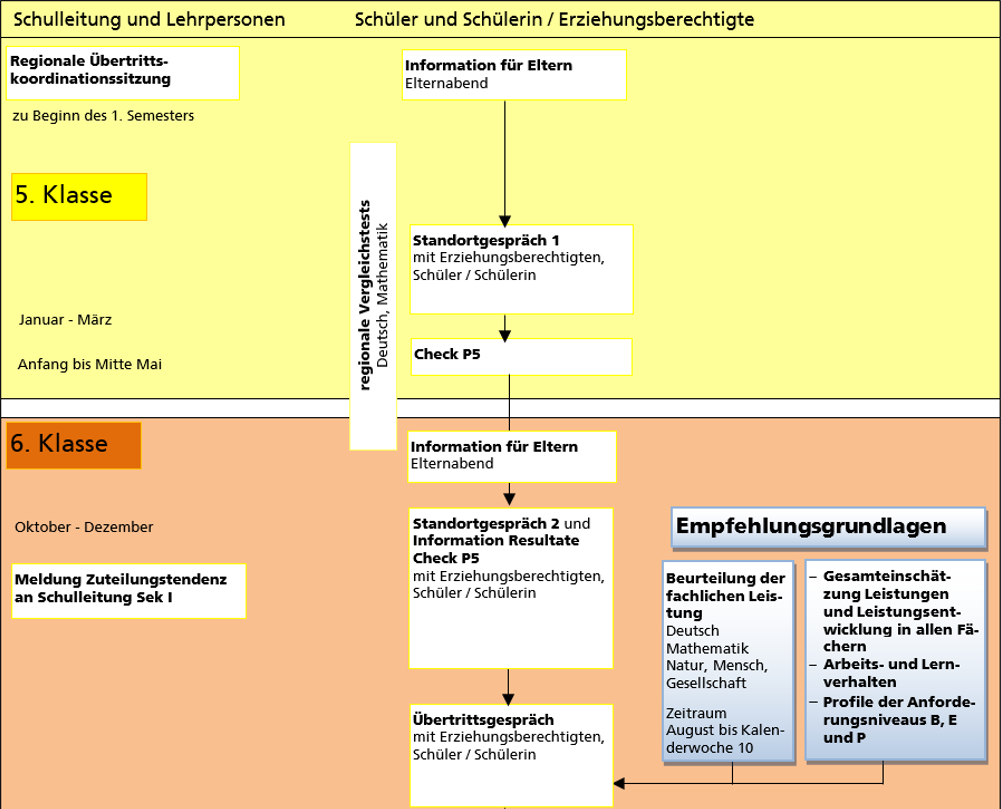 Schulleitung und Lehrpersonen
Schüler und Schülerin / Erziehungsberechtigte
Regionale Übertritts-
koordinationssitzung
zu Beginn des 1. Semesters
Information für Eltern
Elternabend
5. Klasse
regionale Vergleichstests
Deutsch, Mathematik
Standortgespräch 1
mit Erziehungsberechtigten,
Schüler / Schülerin
Januar - März
Anfang bis Mitte Mai
Check P5
6. Klasse
Information für Eltern
Elternabend
Oktober - Dezember
Meldung Zuteilungstendenz
an Schulleitung Sek I
Standortgespräch 2 und
Information Resultate
Check P5
mit Erziehungsberechtigten,
Schüler / Schülerin
Empfehlungsgrundlagen
Beurteilung der
fachlichen Leis-
tung
Deutsch
Mathematik
Natur, Mensch,
Gesellschaft
Zeitraum
August bis Kalen-
derwoche 10
– Gesamteinschät-
zung Leistungen
und Leistungsent-
wicklung in allen Fä-
chern
– Arbeits- und Lern-
verhalten
– Profile der Anforde-
rungsniveaus B, E
und P
Übertrittsgespräch
mit Erziehungsberechtigten,
Schüler / Schülerin